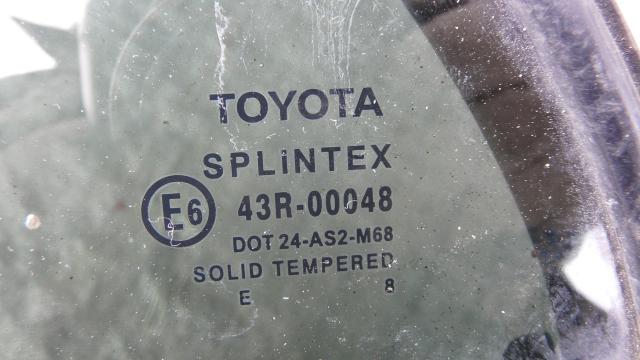 TOYOTA
SPLiNTEX
E6 43R-00048
DOT 24-AS2-M68
SOLID TEMPERED
E 8